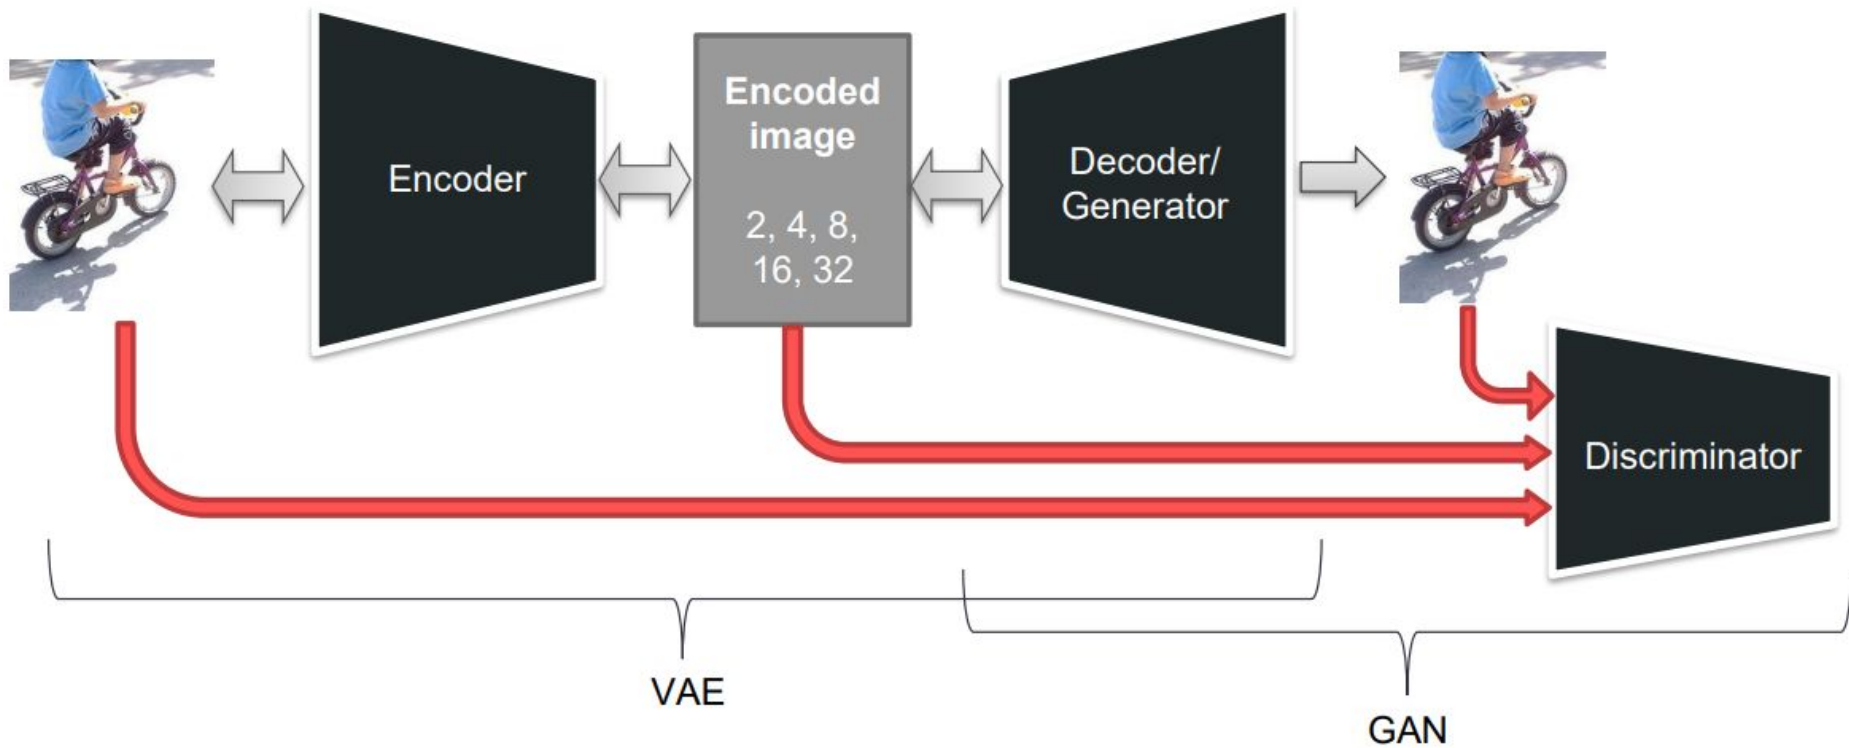 Encoder
Encoded
image
2, 4, 8,
16, 32
Decoder/
Generator
Discriminator
VAE
GAN